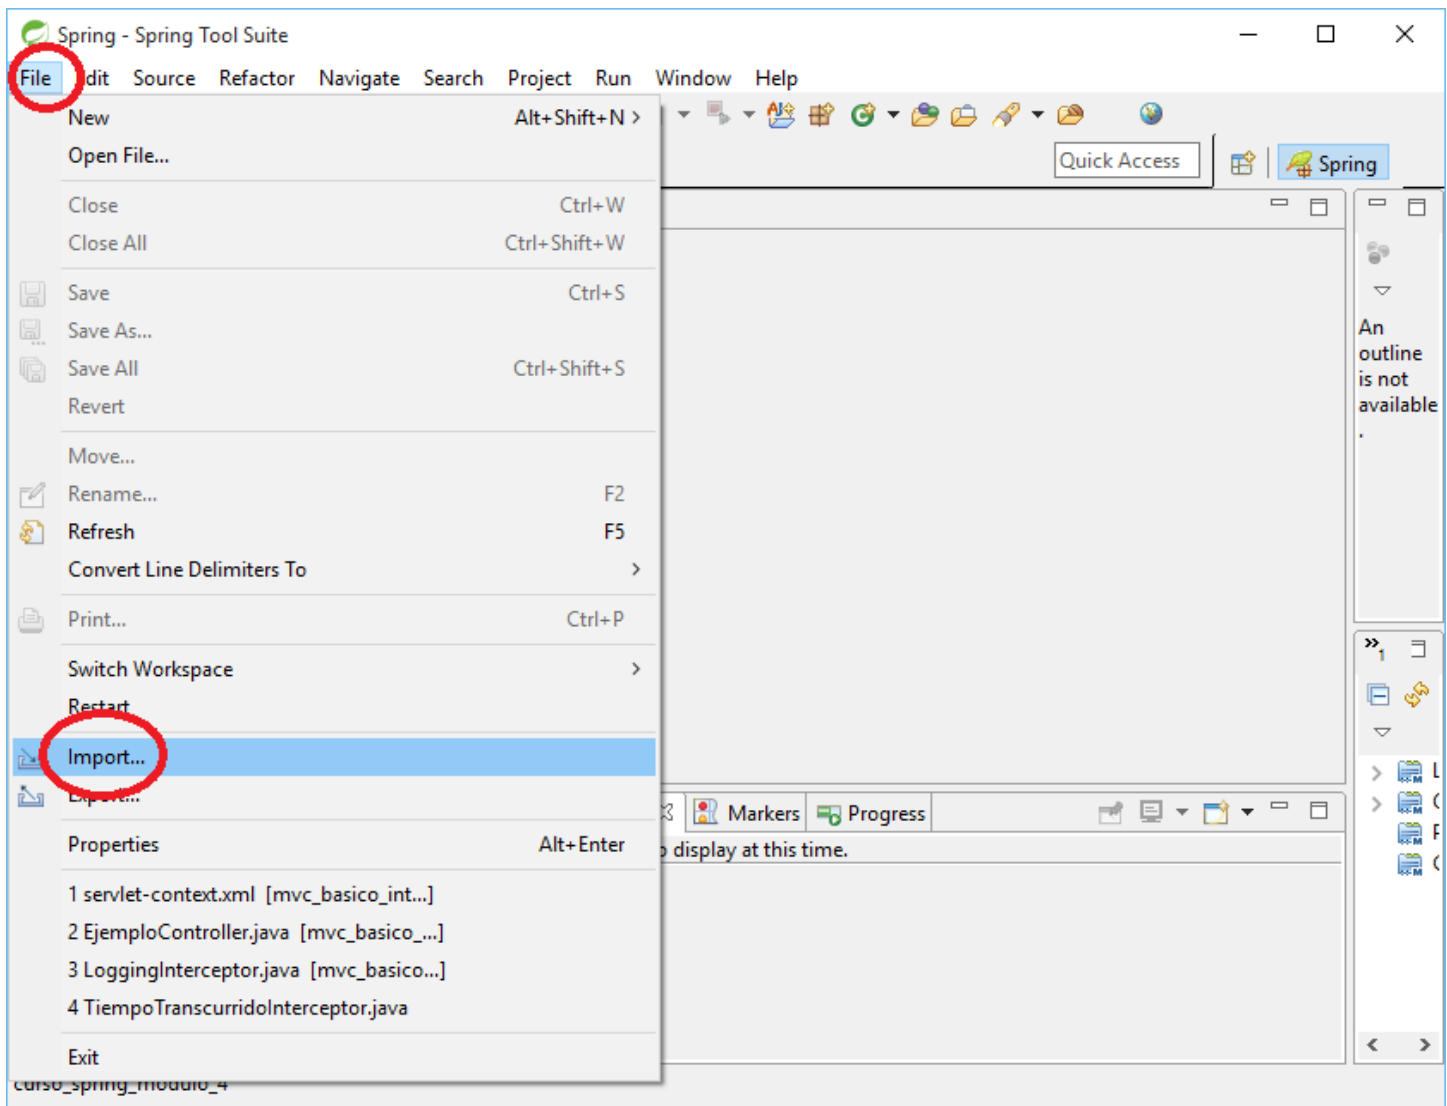 Spring - Spring Tool Suite
File Edit Source Refactor Navigate Search Project Run Window Help
New Alt+Shift+N >
Open File...
Quick Access
Spring
Close Ctrl+W
Close All Ctrl+Shift+W
Save Ctrl+S
Save As...
Save All Ctrl+Shift+S
Revert
An
outline
is not
available
.
Move...
Rename... F2
Refresh F5
Convert Line Delimiters To >
Print... Ctrl+P
Switch Workspace >
Restart
»1
Import...
Export...
Markers Progress
Properties Alt+Enter
display at this time.
1 servlet-context.xml [mvc_basico_int...]
2 EjemploController.java [mvc_basico_...]
3 LoggingInterceptor.java [mvc_basico...]
4 TiempoTranscurridoInterceptor.java
Exit
curso_spring_modulo_4